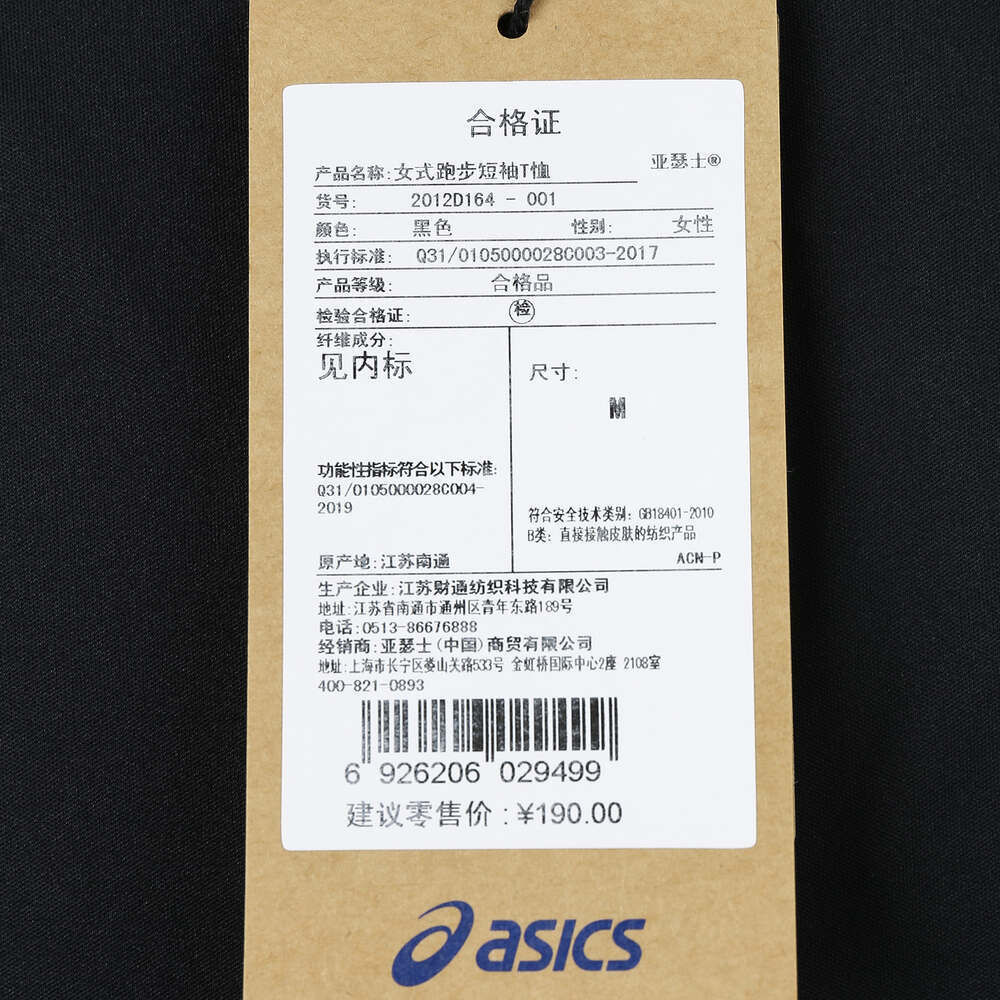 合格证
产品名称:女式跑步短袖T恤
亚瑟士®
货号: 2012D164 - 001
颜色: 黑色 性别: 女性
执行标准: Q31/0105000028C003-2017
产品等级: 合格品
检验合格证: 检
纤维成分:
见内标
尺寸:
M
功能性指标符合以下标准:
Q31/0105000028C004-
2019
符合安全技术类别: GB18401-2010
B类: 直接接触皮肤的纺织产品
原产地:江苏南通
ACN-P
生产企业:江苏财通纺织科技有限公司
地址:江苏省南通市通州区青年东路189号
电话:0513-86676888
经销商:亚瑟士(中国)商贸有限公司
地址:上海市长宁区娄山关路533号 金虹桥国际中心2座 2108室
400-821-0893
6 926206 029499
建议零售价:¥190.00
asics